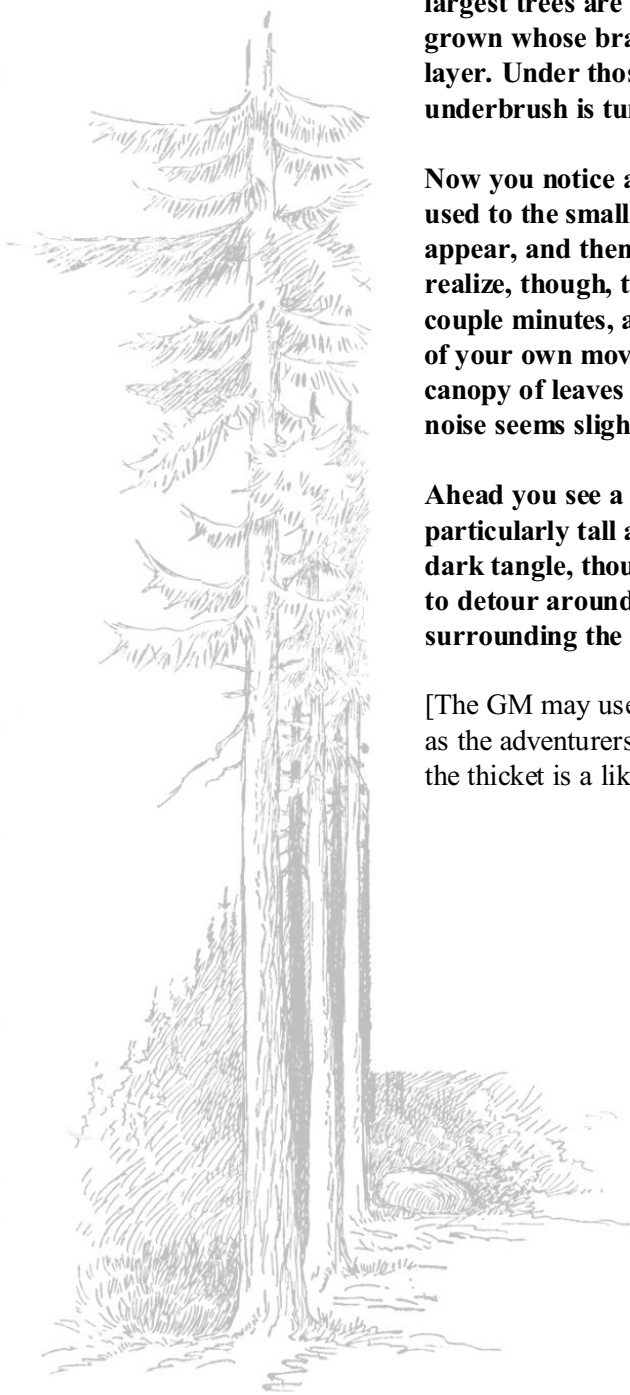 largest trees are
grown whose bra
layer. Under thos
underbrush is tu
Now you notice a
used to the small
appear, and then
realize, though, t
couple minutes, a
of your own mov
canopy of leaves
noise seems sligh
Ahead you see a
particularly tall a
dark tangle, thou
to detour around
surrounding the
[The GM may use
as the adventurers
the thicket is a lik